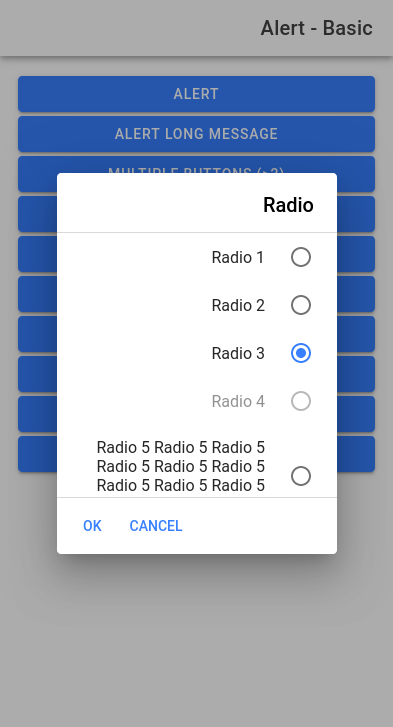 Alert - Basic
ALERT
ALERT LONG MESSAGE
MULTIPLE BUTTONS (>3)
Radio
Radio 1
Radio 2
Radio 3
Radio 4
Radio 5 Radio 5 Radio 5
Radio 5 Radio 5 Radio 5
Radio 5 Radio 5 Radio 5
OK CANCEL